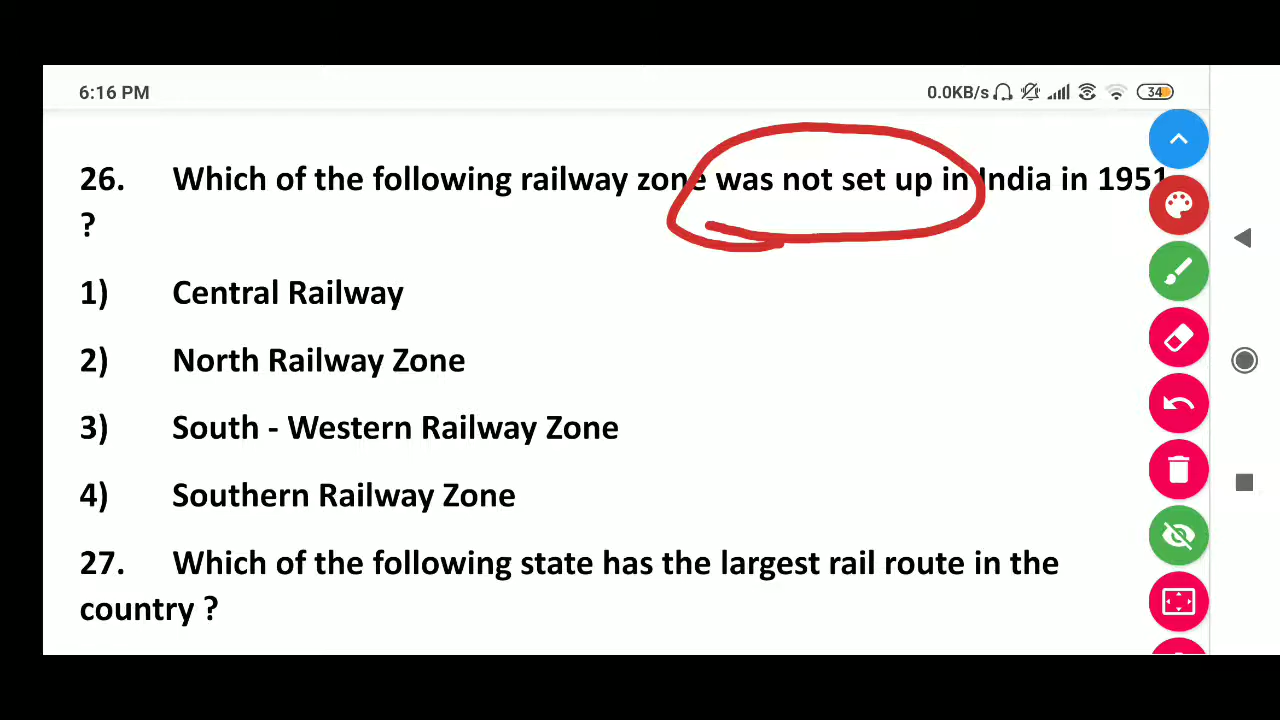 6:16 PM 0.0KB/s 34
26. Which of the following railway zone was not set up in India in 1951
?
1) Central Railway
2) North Railway Zone
3) South - Western Railway Zone
4) Southern Railway Zone
27. Which of the following state has the largest rail route in the
country ?